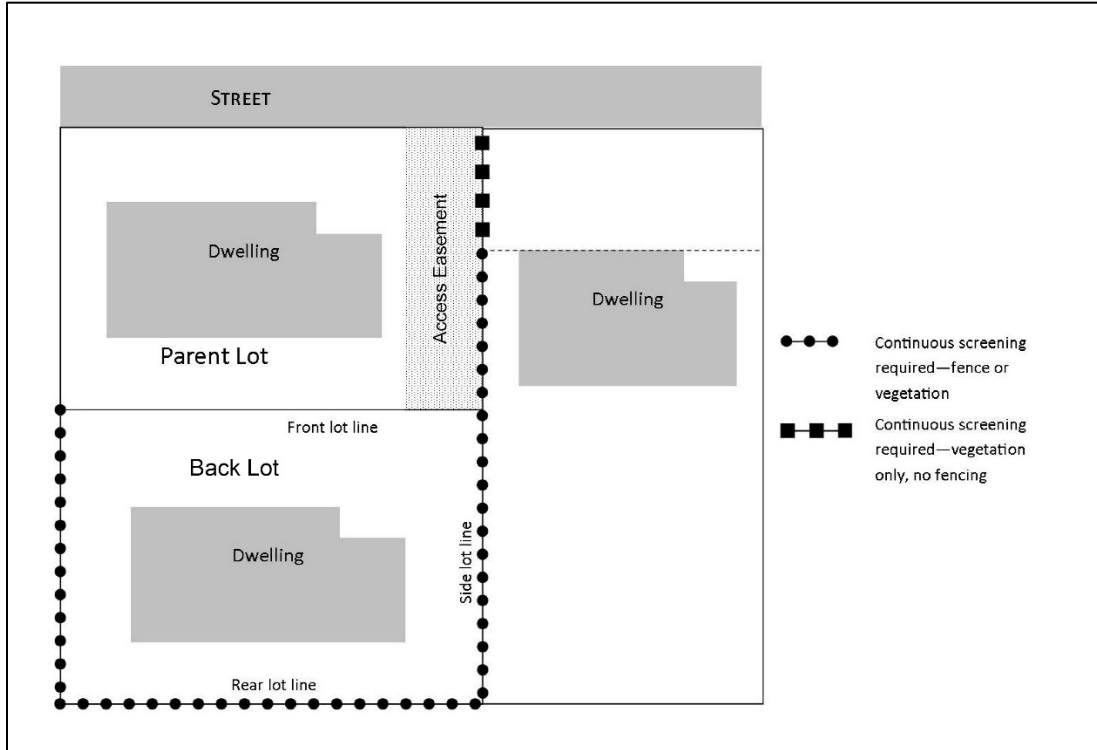 STREET
Dwelling
Access Easement
Dwelling
Parent Lot
Continuous screening
required—fence or
vegetation
Continuous screening
required—vegetation
only, no fencing
Front lot line
Back Lot
Dwelling
Side lot line
Rear lot line